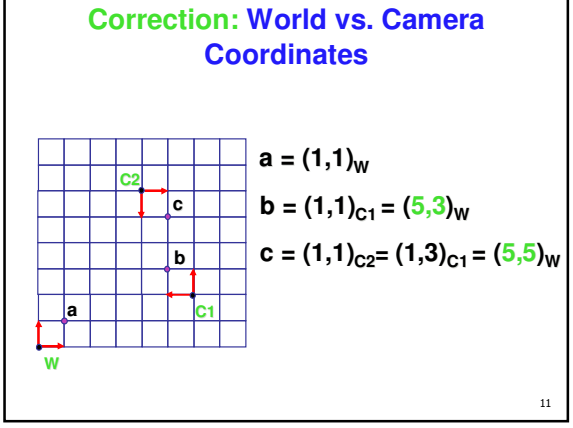 Correction: World vs. Camera
Coordinates
a = (1,1)W
b = (1,1)C1 = (5,3)W
c = (1,1)C2= (1,3)C1 = (5,5)W
C2
c
b
a
C1
W
11